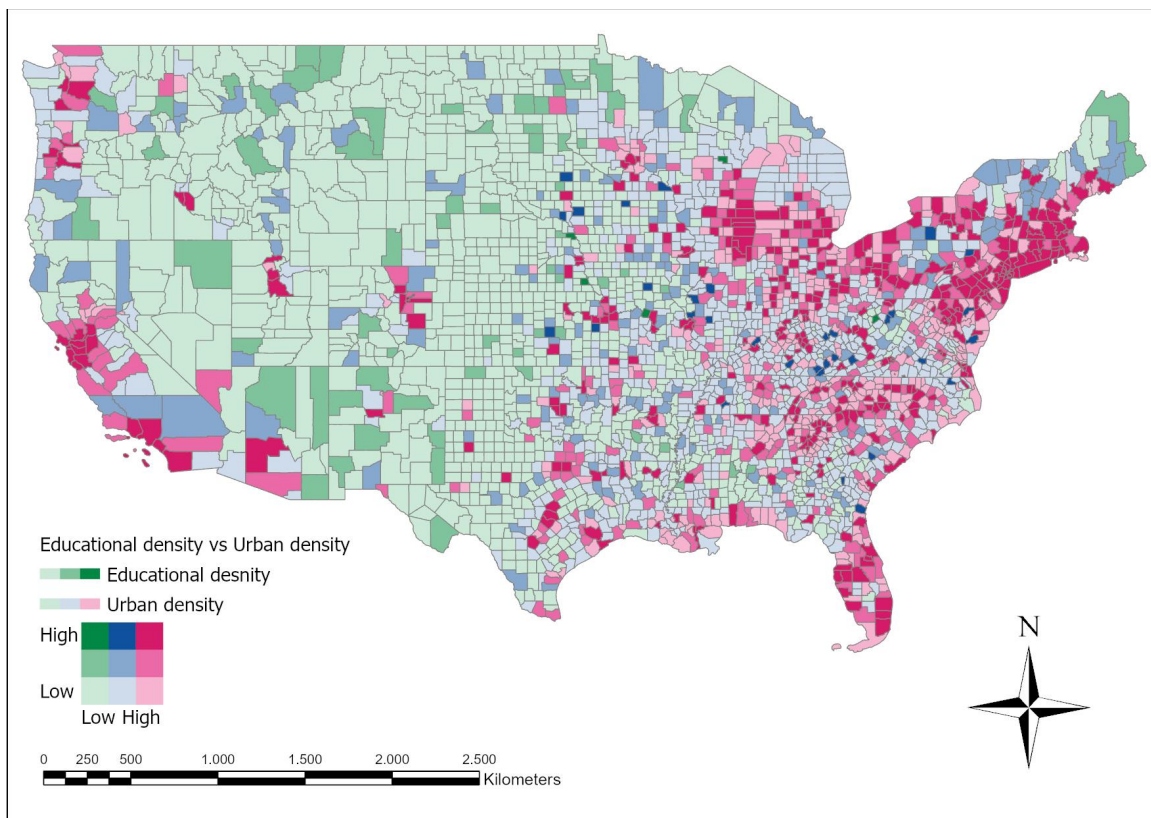 Educational density vs Urban density
Educational desnity
Urban density
High
Low
Low High
N
0 250 500 1.000 1.500 2.000 2.500
Kilometers